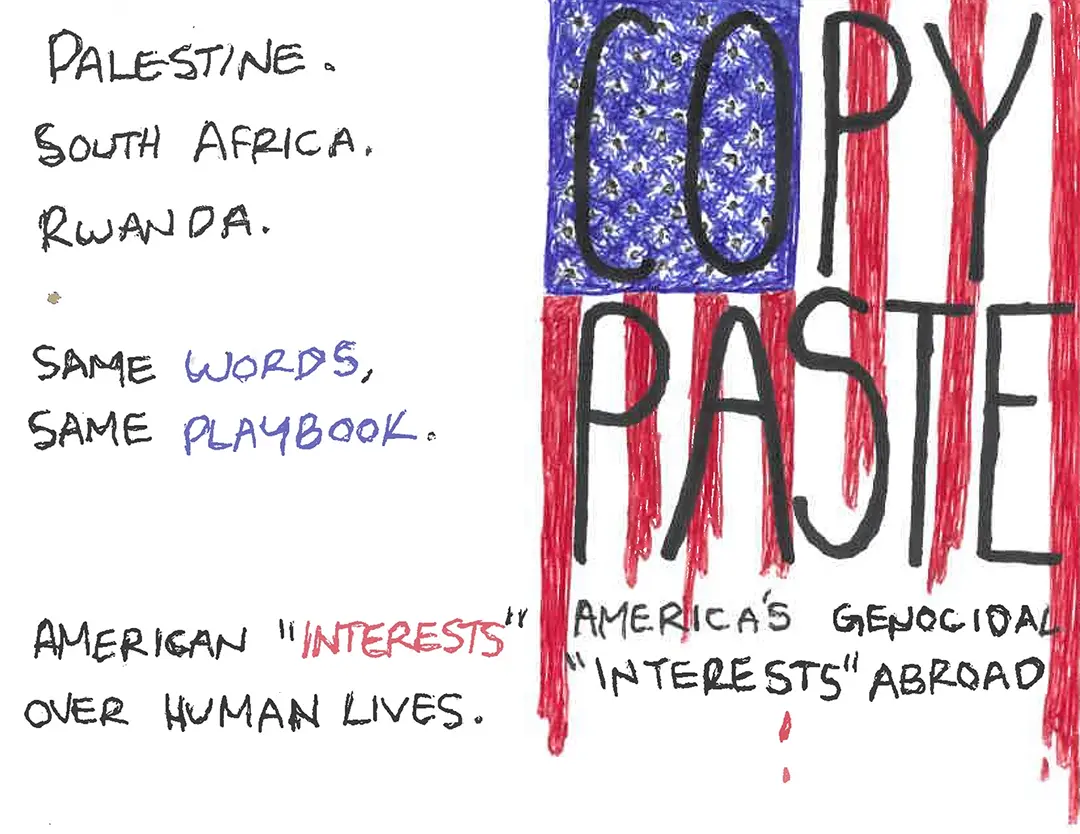 PALESTINE.
SOUTH AFRICA.
RWANDA.
SAME WORDS,
SAME PLAYBOOK.
AMERICAN "INTERESTS"
OVER HUMAN LIVES.
COPY
PASTE
AMERICA'S GENOCIDAL
"INTERESTS" ABROAD